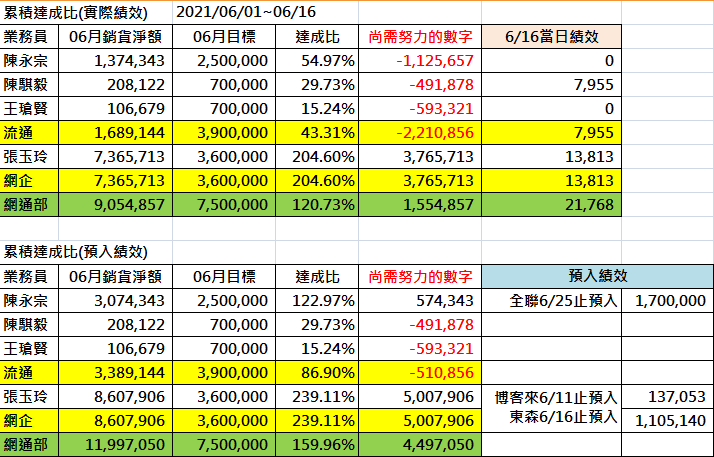 累積達成比(實際績效) 2021/06/01~06/16
業務員 06月銷貨淨額 06月目標 達成比 尚需努力的數字 6/16當日績效
陳永宗 1,374,343 2,500,000 54.97% -1,125,657 0
陳騏毅 208,122 700,000 29.73% -491,878 7,955
王瑲賢 106,679 700,000 15.24% -593,321 0
流通 1,689,144 3,900,000 43.31% -2,210,856 7,955
張玉玲 7,365,713 3,600,000 204.60% 3,765,713 13,813
網企 7,365,713 3,600,000 204.60% 3,765,713 13,813
網通部 9,054,857 7,500,000 120.73% 1,554,857 21,768
累積達成比(預入績效)
業務員 06月銷貨淨額 06月目標 達成比 尚需努力的數字 預入績效
陳永宗 3,074,343 2,500,000 122.97% 574,343 全聯6/25止預入 1,700,000
陳騏毅 208,122 700,000 29.73% -491,878
王瑲賢 106,679 700,000 15.24% -593,321
流通 3,389,144 3,900,000 86.90% -510,856
張玉玲 8,607,906 3,600,000 239.11% 5,007,906 博客來6/11止預入 137,053
網企 8,607,906 3,600,000 239.11% 5,007,906 東森6/16止預入 1,105,140
網通部 11,997,050 7,500,000 159.96% 4,497,050